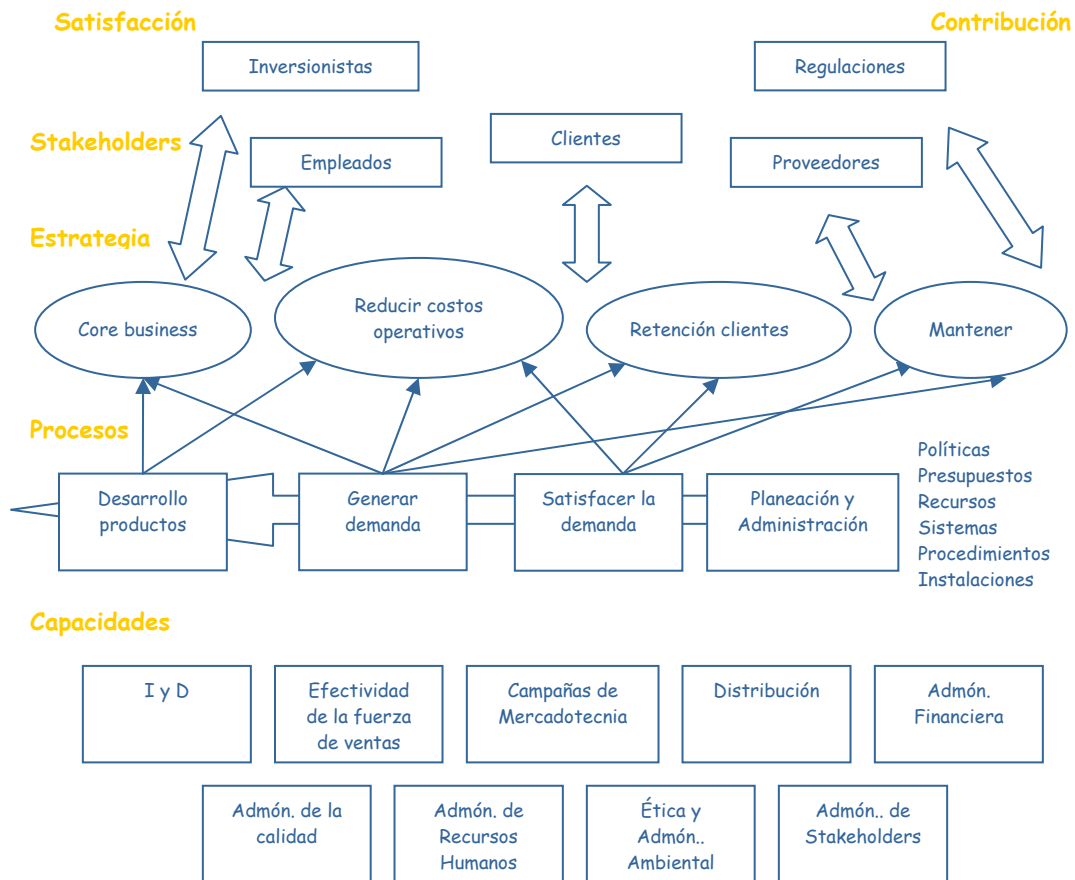 Satisfacción
Contribución
Inversionistas
Regulaciones
Stakeholders
Empleados
Clientes
Proveedores
Estrategia
Core business
Reducir costos
operativos
Retención clientes
Mantener
Procesos
Desarrollo
productos
Generar
demanda
Satisfacer la
demanda
Planeación y
Administración
Políticas
Presupuestos
Recursos
Sistemas
Procedimientos
Instalaciones
Capacidades
I y D
Efectividad
de la fuerza
de ventas
Campañas de
Mercadotecnia
Distribución
Admón.
Financiera
Admón. de la
calidad
Admón. de
Recursos
Humanos
Ética y
Admón..
Ambiental
Admón.. de
Stakeholders